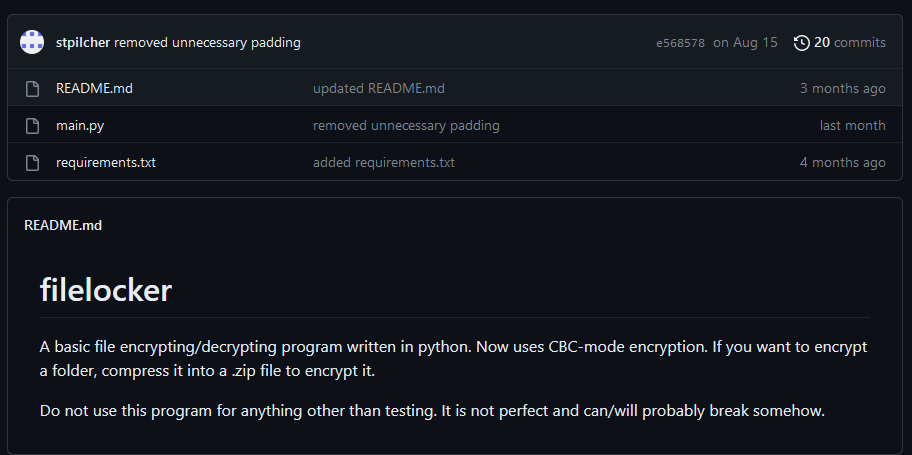 stpilcher removed unnecessary padding e568578 on Aug 15 20 commits
README.md updated README.md 3 months ago
main.py removed unnecessary padding last month
requirements.txt added requirements.txt 4 months ago
README.md
filelocker
A basic file encrypting/decrypting program written in python. Now uses CBC-mode encryption. If you want to encrypt
a folder, compress it into a .zip file to encrypt it.
Do not use this program for anything other than testing. It is not perfect and can/will probably break somehow.